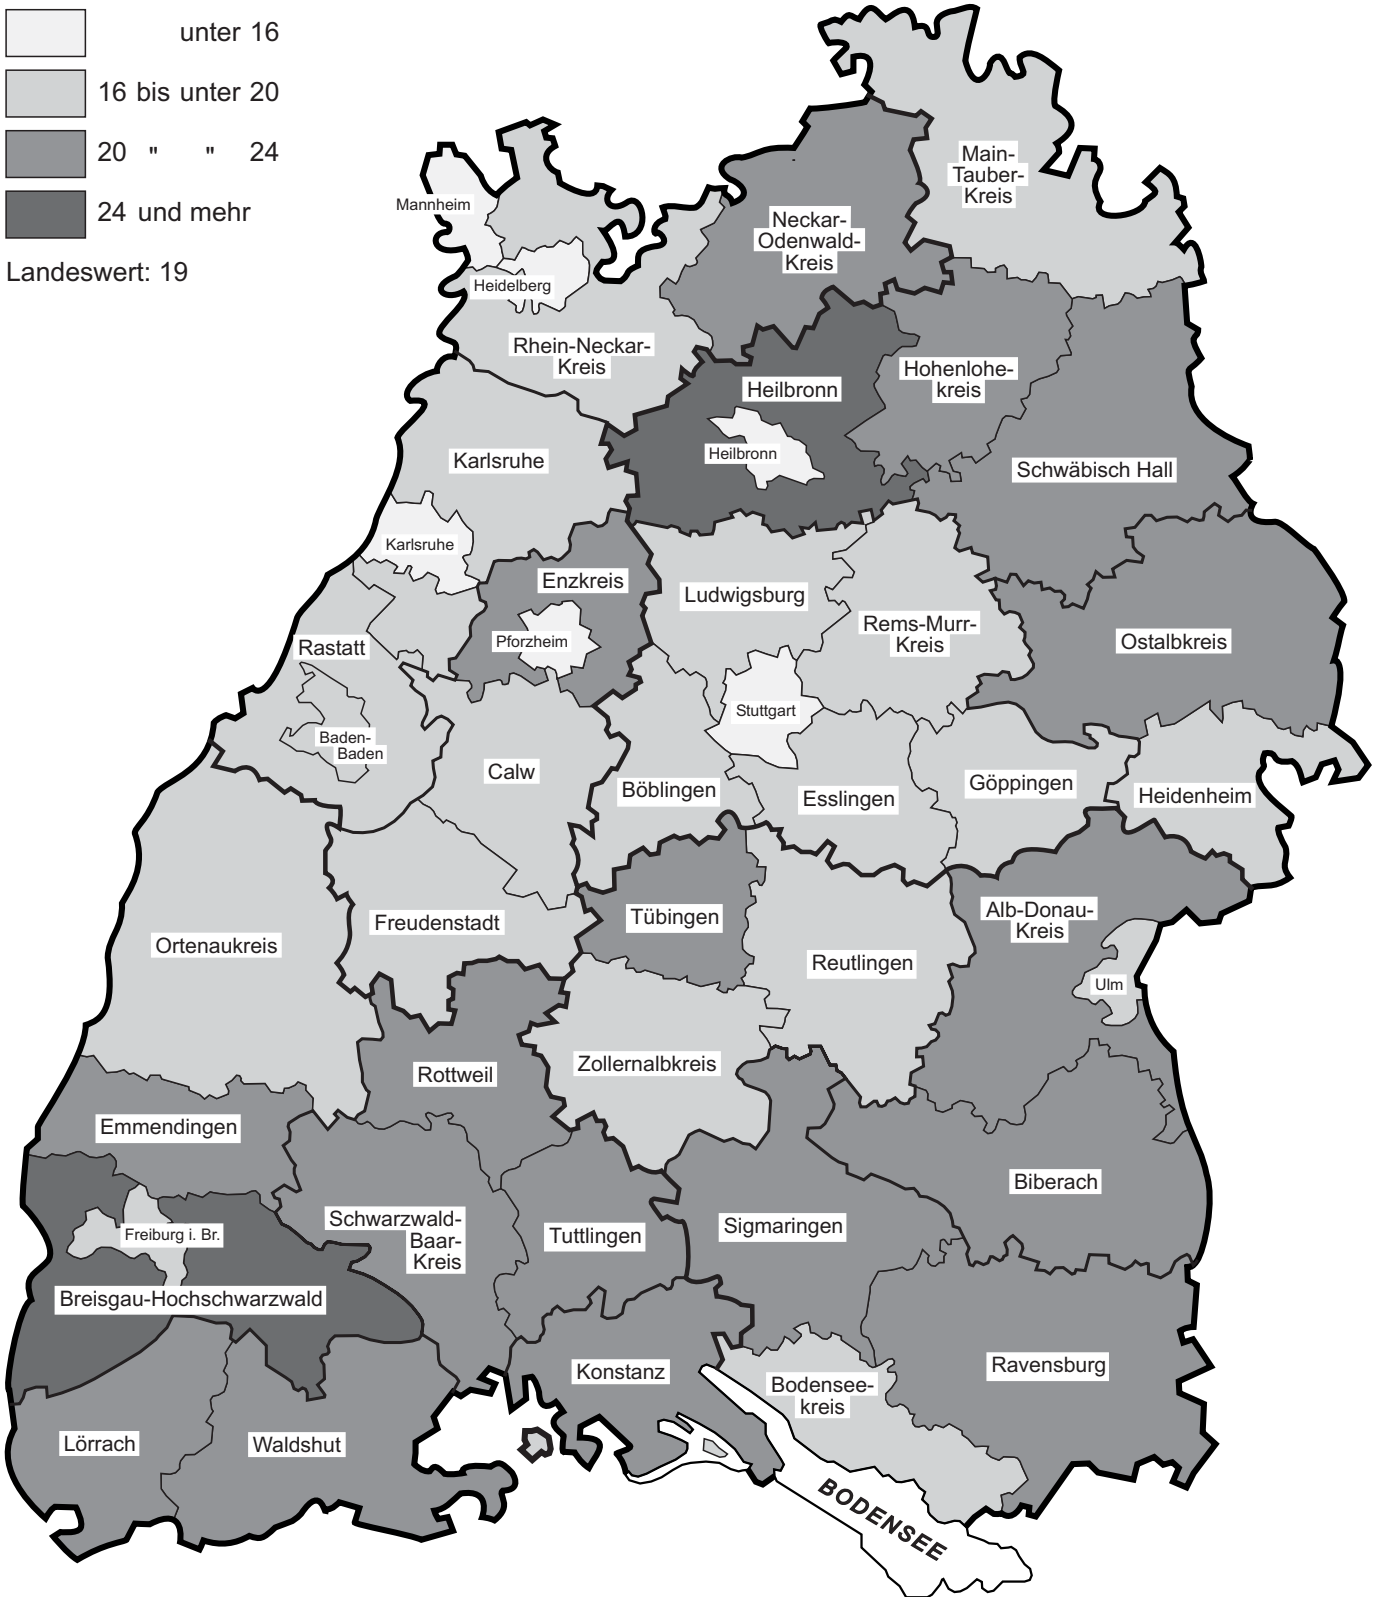 unter 16
16 bis unter 20
20 " " 24
24 und mehr
Landeswert: 19
Main-
Tauber-
Kreis
Mannheim
Neckar-
Odenwald-
Kreis
Heidelberg
Rhein-Neckar-
Kreis
Hohenlohe-
kreis
Heilbronn
Heilbronn
Karlsruhe
Schwäbisch Hall
Karlsruhe
Enzkreis
Ludwigsburg
Rems-Murr-
Kreis
Ostalbkreis
Pforzheim
Rastatt
Stuttgart
Baden-
Baden
Calw
Böblingen
Esslingen
Göppingen
Heidenheim
Freudenstadt
Tübingen
Alb-Donau-
Kreis
Ortenaukreis
Reutlingen
Ulm
Rottweil
Zollernalbkreis
Emmendingen
Biberach
Freiburg i. Br.
Schwarzwald-
Baar-
Kreis
Tuttlingen
Sigmaringen
Breisgau-Hochschwarzwald
Konstanz
Bodensee-
kreis
Ravensburg
Lörrach
Waldshut
BODENSEE